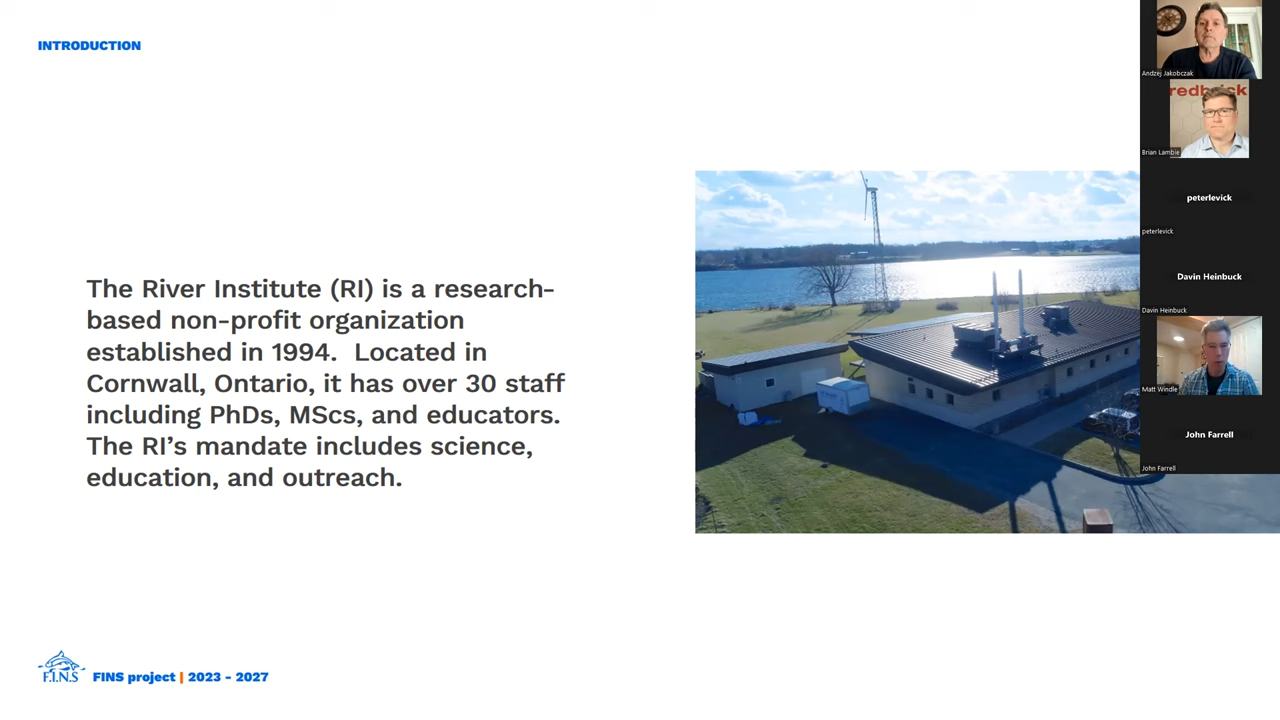 INTRODUCTION
The River Institute (RI) is a research-
based non-profit organization
established in 1994.  Located in
Cornwall, Ontario, it has over 30 staff
including PhDs, MScs, and educators.
The RI’s mandate includes science,
education, and outreach.
F.I.N.S
FINS project | 2023 - 2027
Andzej Jakobczak
redbrick
Brian Lambie
peterlevick
peterlevick
Davin Heinbuck
Davin Heinbuck
Matt Windle
John Farrell
John Farrell